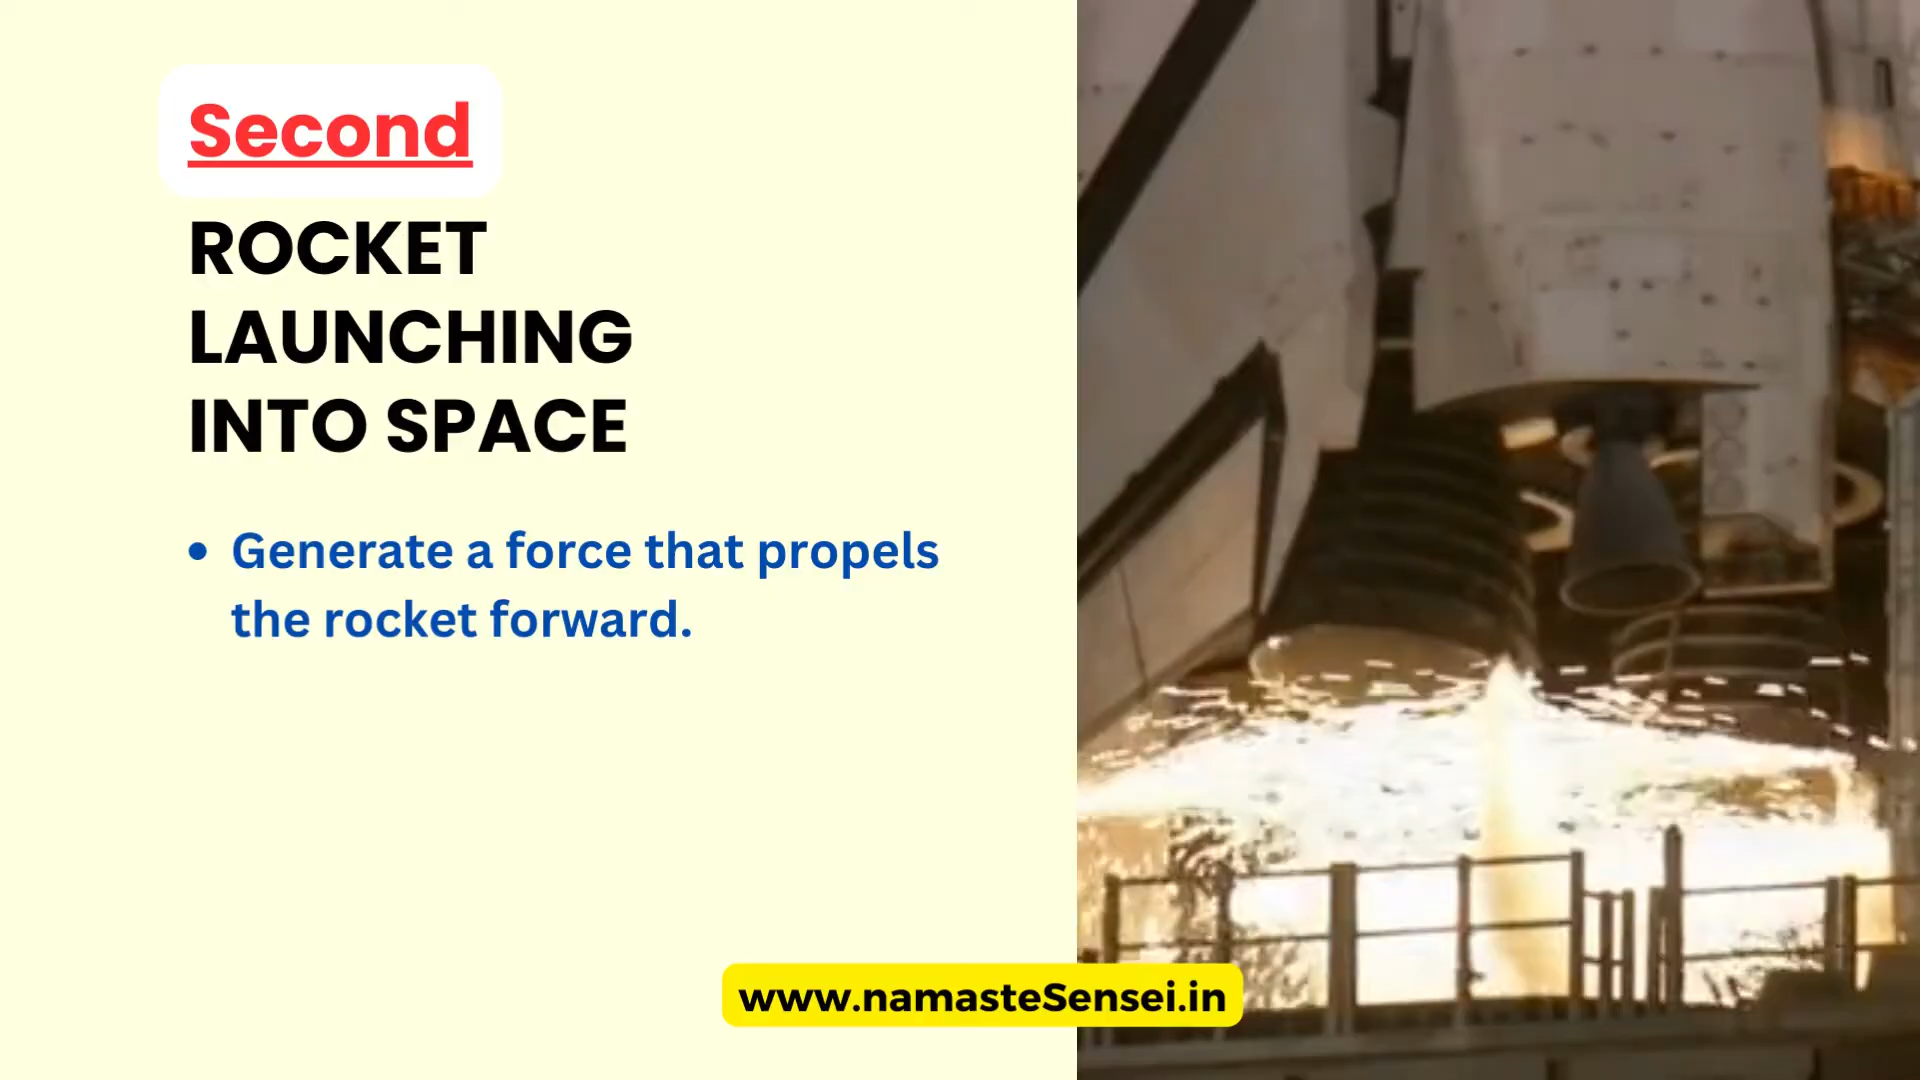 Second
ROCKET
LAUNCHING
INTO SPACE
• Generate a force that propels
the rocket forward.
www.namasteSensei.in